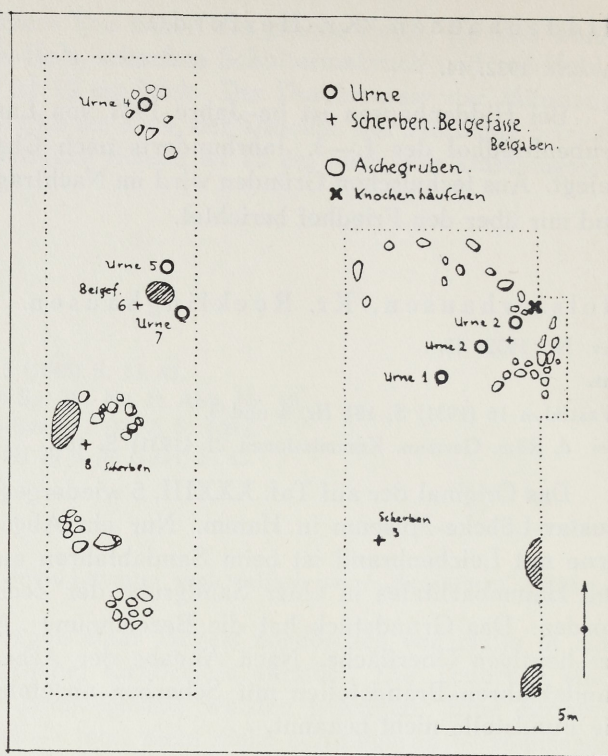 Urne 4
Urne
Scherben. Beigefässe.
Beigaben.
Aschegruben.
Knochenhäufchen
Urne 5
Beigef.
6
Urne
7
Urne 2
Urne 2
Urne 1
8 Scherben
Scherben
3
5m